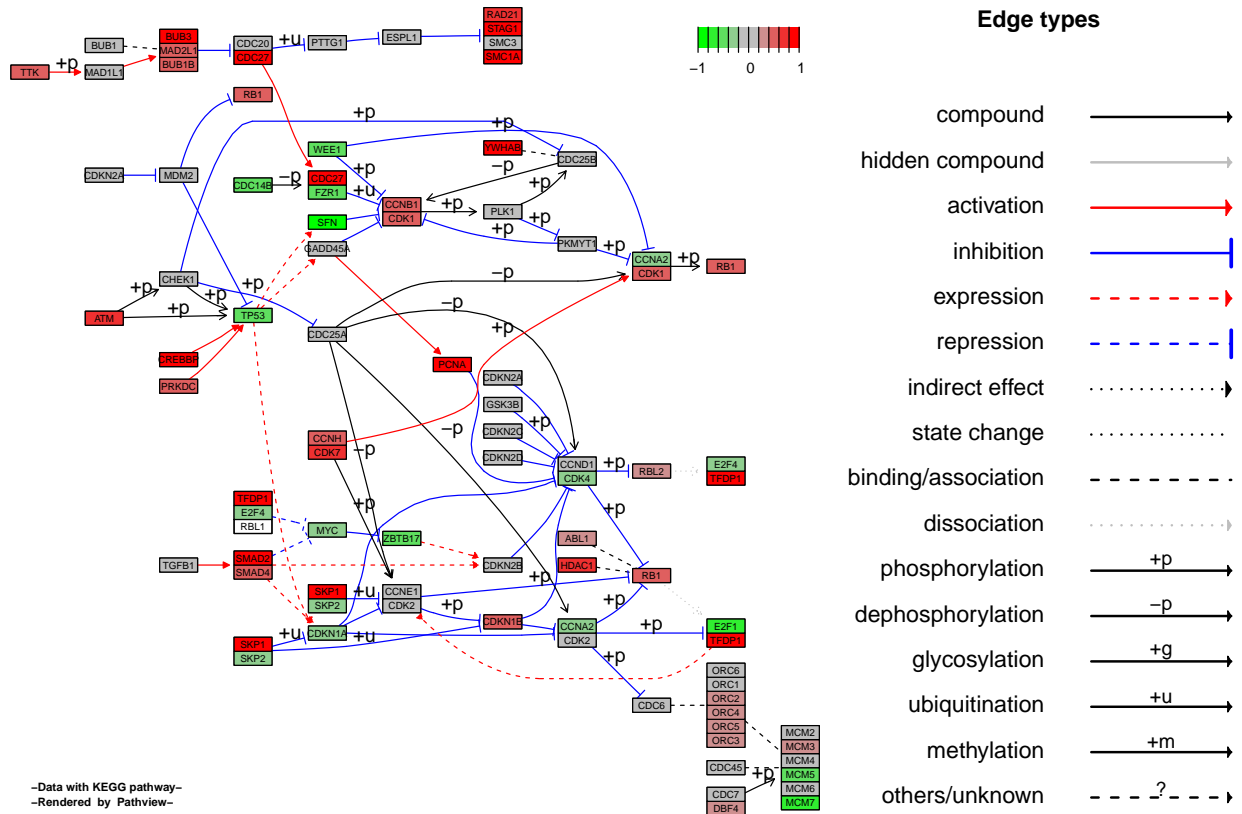 Edge types
−1 0 1
compound
hidden compound
activation
inhibition
expression
repression
indirect effect
state change
binding/association
dissociation
phosphorylation +p
dephosphorylation −p
glycosylation +g
ubiquitination +u
methylation +m
others/unknown ?
RAD21
STAG1
SMC3
SMC1A
BUB1
BUB3
MAD2L1
BUB1B
CDC20
CDC27
+u
PTTG1
ESPL1
TTK
+p
MAD1L1
RB1
+p
+p
WEE1
YWHAB
CDC25B
CDKN2A
MDM2
CDC14B
−p
CDC27
FZR1
+p
+u
−p
+p
CCNB1
CDK1
+p
PLK1
+p
SFN
GADD45A
+p
PKMYT1
+p
CCNA2
CDK1
+p
RB1
CHEK1
+p
−p
+p
+p
ATM
+p
TP53
−p
CDC25A
+p
CREBBP
PRKDC
PCNA
CDKN2A
GSK3B
+p
CDKN2C
CDKN2D
−p
CCNH
CDK7
−p
CCND1
CDK4
+p
RBL2
E2F4
TFDP1
TFDP1
E2F4
RBL1
+p
MYC
ZBTB17
ABL1
TGFB1
SMAD2
SMAD4
CDKN2B
HDAC1
+p
RB1
SKP1
SKP2
+u
CCNE1
CDK2
+p
+p
CDKN1B
CDKN1A
+u
+u
SKP1
SKP2
CCNA2
CDK2
+p
E2F1
TFDP1
+p
CDC6
ORC6
ORC1
ORC2
ORC4
ORC5
ORC3
MCM2
MCM3
MCM4
MCM5
MCM6
MCM7
CDC45
+p
CDC7
DBF4
−Data with KEGG pathway−
−Rendered by Pathview−